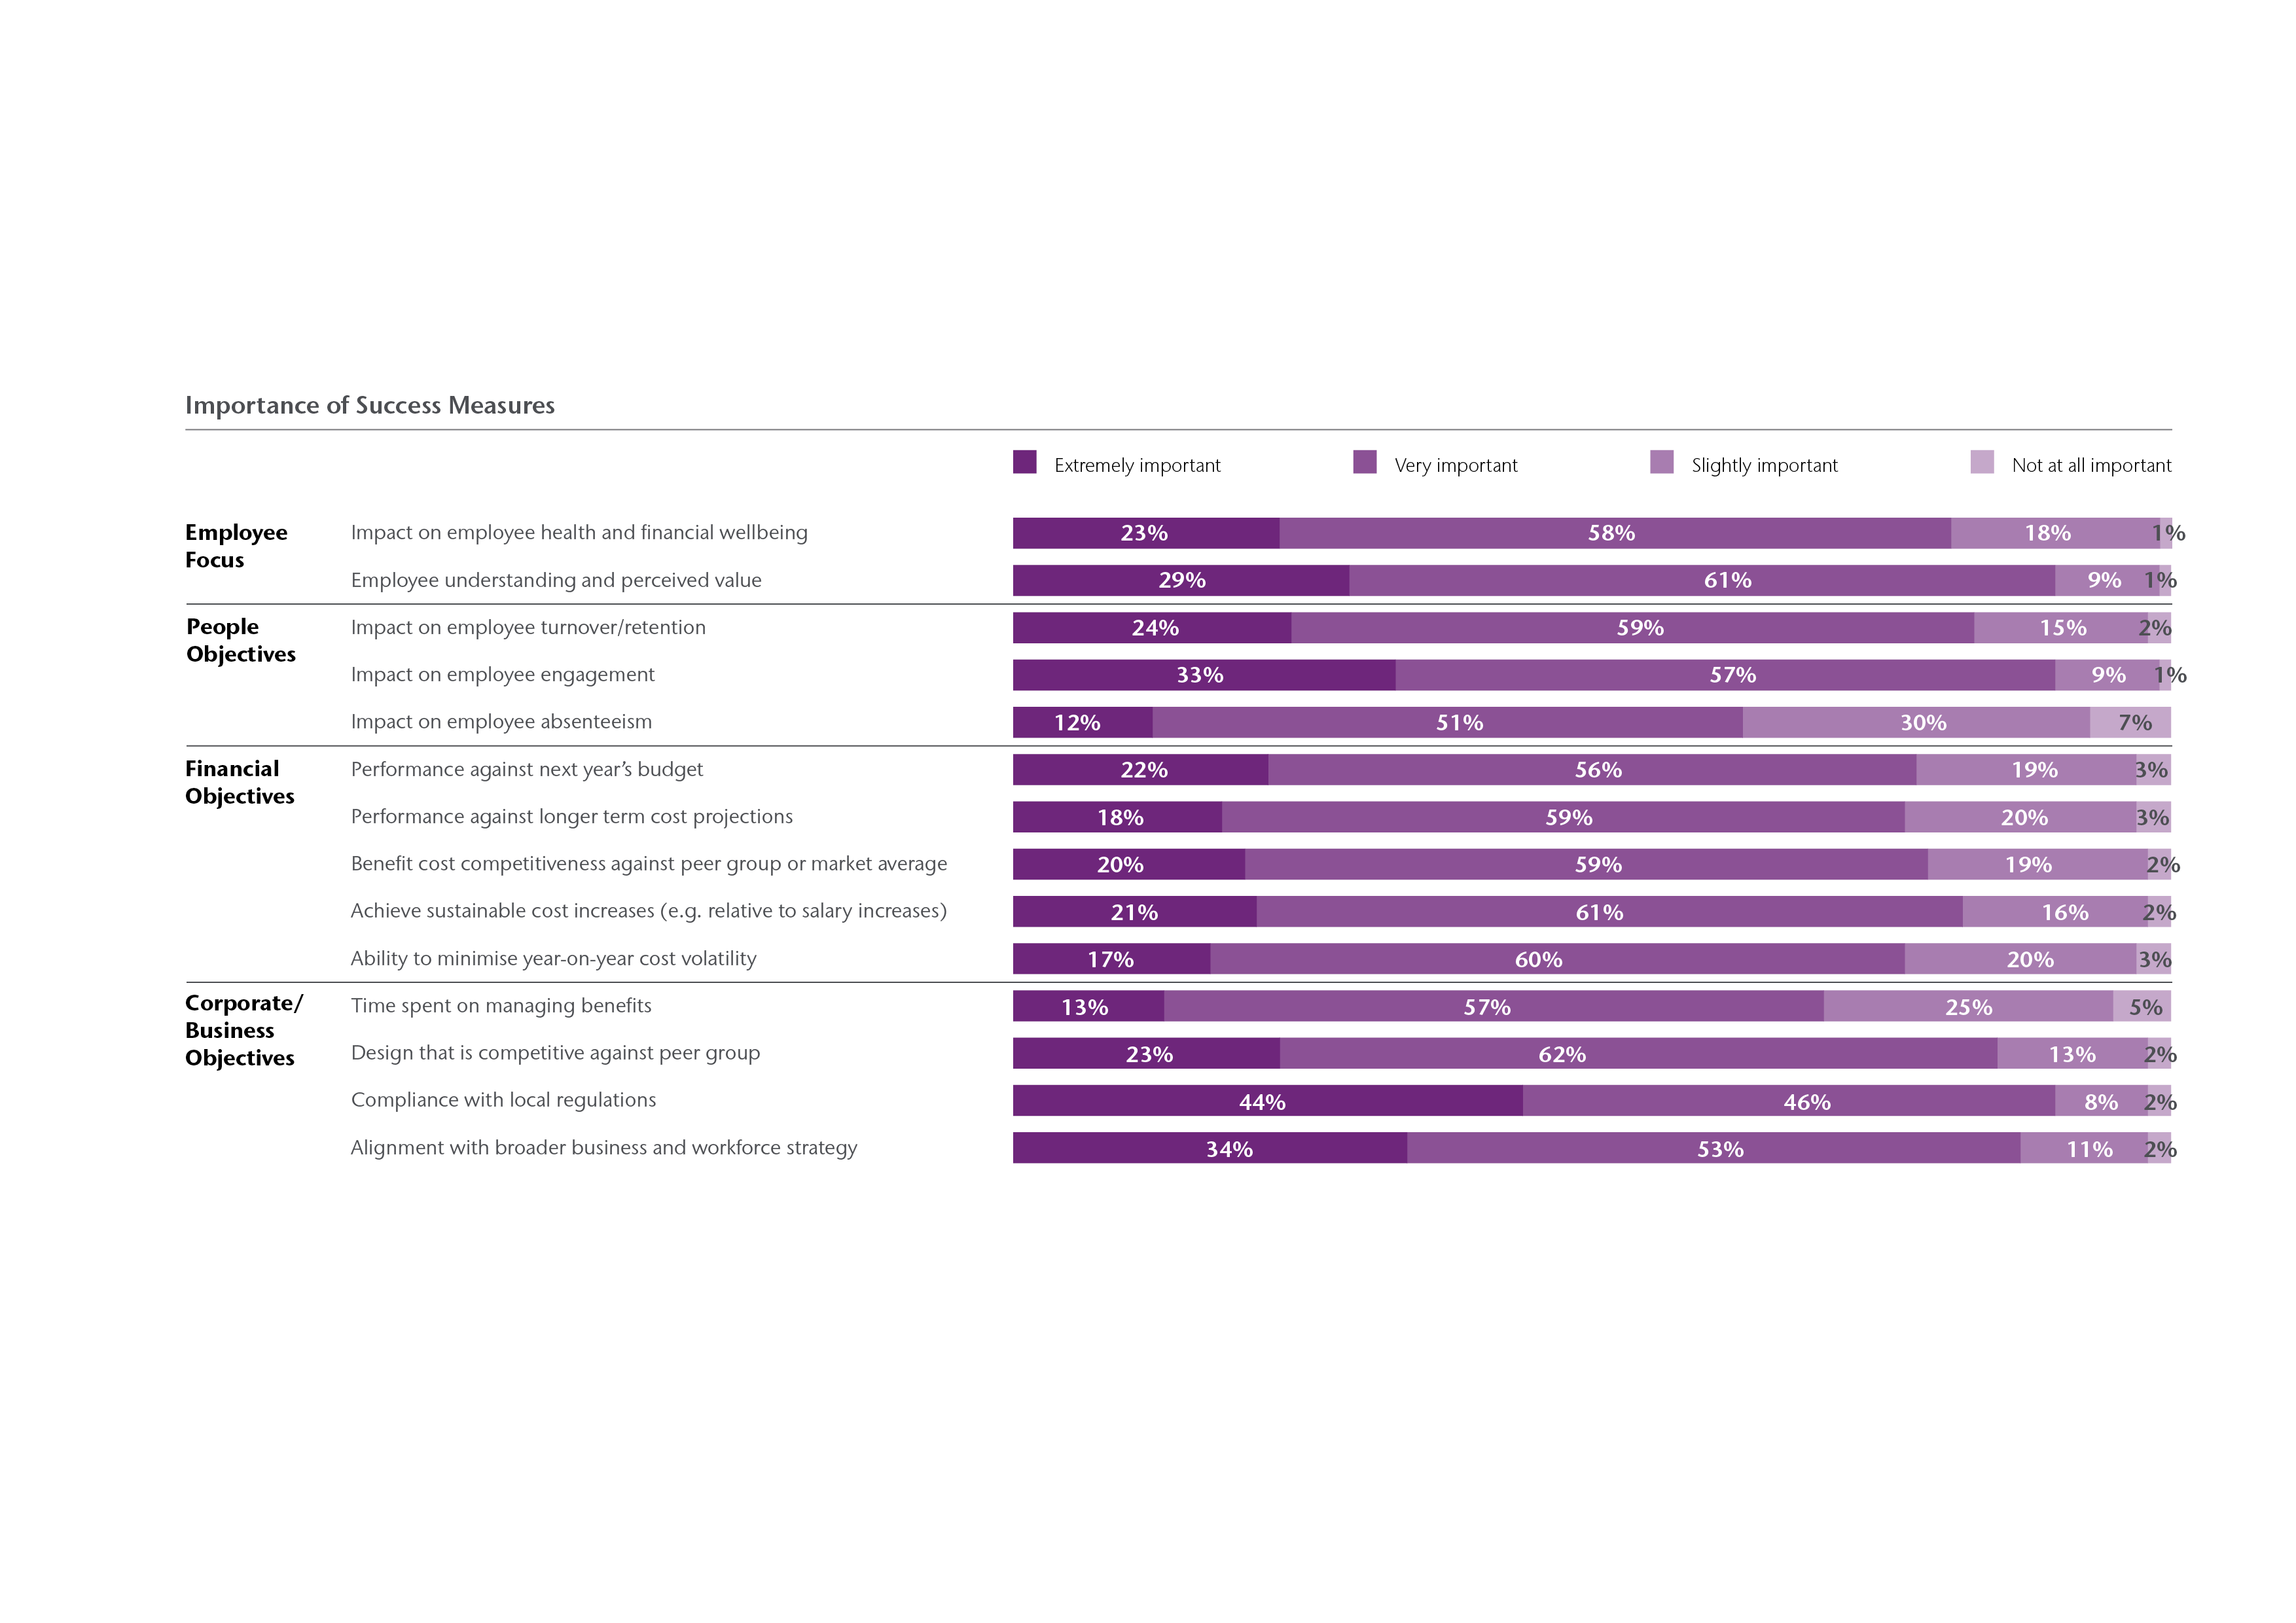 Importance of Success Measures
Extremely important Very important Slightly important Not at all important
Employee
Focus
Impact on employee health and financial wellbeing 23% 58% 18% 1%
Employee understanding and perceived value 29% 61% 9% 1%
People
Objectives
Impact on employee turnover/retention 24% 59% 15% 2%
Impact on employee engagement 33% 57% 9% 1%
Impact on employee absenteeism 12% 51% 30% 7%
Financial
Objectives
Performance against next year’s budget 22% 56% 19% 3%
Performance against longer term cost projections 18% 59% 20% 3%
Benefit cost competitiveness against peer group or market average 20% 59% 19% 2%
Achieve sustainable cost increases (e.g. relative to salary increases) 21% 61% 16% 2%
Ability to minimise year-on-year cost volatility 17% 60% 20% 3%
Corporate/
Business
Objectives
Time spent on managing benefits 13% 57% 25% 5%
Design that is competitive against peer group 23% 62% 13% 2%
Compliance with local regulations 44% 46% 8% 2%
Alignment with broader business and workforce strategy 34% 53% 11% 2%